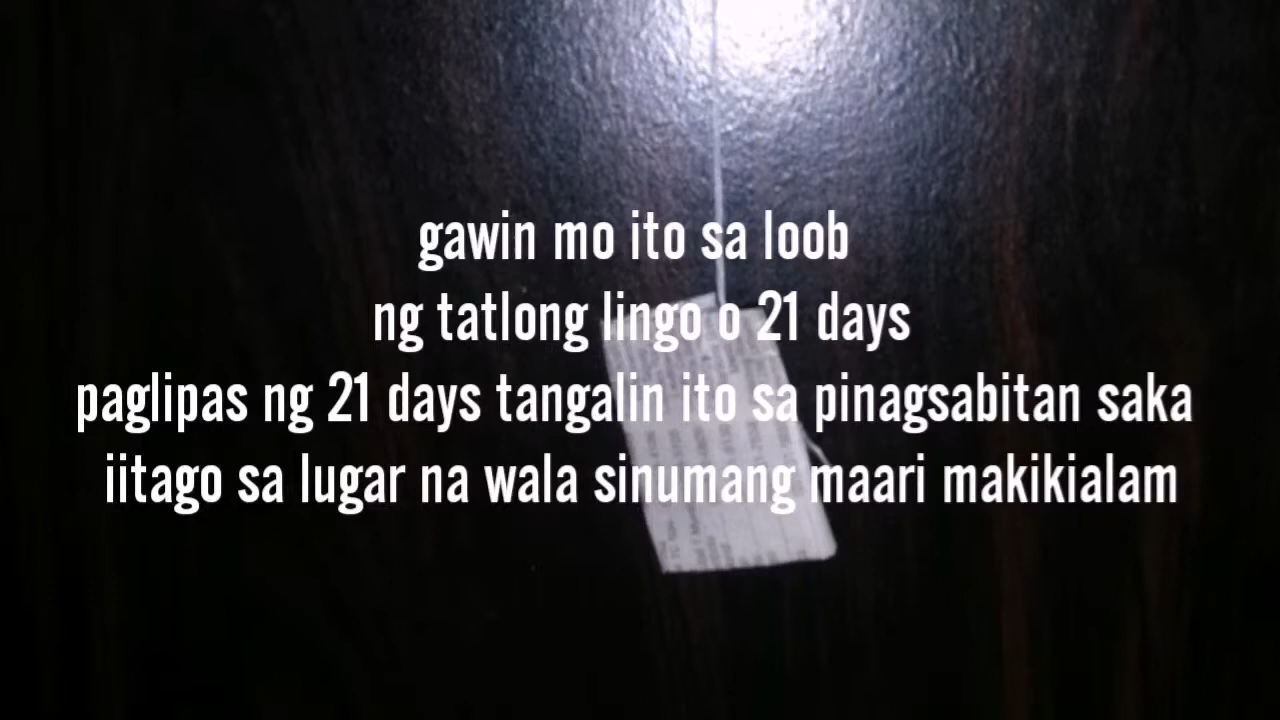 gawin mo ito sa loob
ng tatlong lingo o 21 days
paglipas ng 21 days tangalin ito sa pinagsabitan saka
iitago sa lugar na wala sinumang maari makikialam